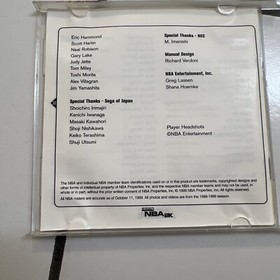 Eric Hammond
Scott Hartin
Neal Robison
Gary Lake
Judy Jette
Tom Miley
Toshi Morita
Alex Villagran
Jim Yamashita
Special Thanks - Sega of Japan
Shoichiro Irimajiri
Kenichi Iwanaga
Masaki Kawahori
Shoji Nishikawa
Keiko Terashima
Shuji Utsumi
Special Thanks - NEC
M. Imenishi
Manual Design
Richard Verdoni
NBA Entertainment, Inc.
Greg Lassen
Shana Hoernke
Player Headshots
©NBA Entertainment
The NBA and individual NBA member team identifications used on or in this product are trademarks, copyrighted designs and
other forms of intellectual property of NBA Properties, Inc. and the respective NBA member teams and may not be used, in
whole or in part, without the prior written consent of NBA Properties, Inc. © 1999 NBA Properties, Inc. All rights reserved.
All NBA rosters are accurate as of October 11, 1999. All photos and videos are from the 1998-1999 season.
NBA2K